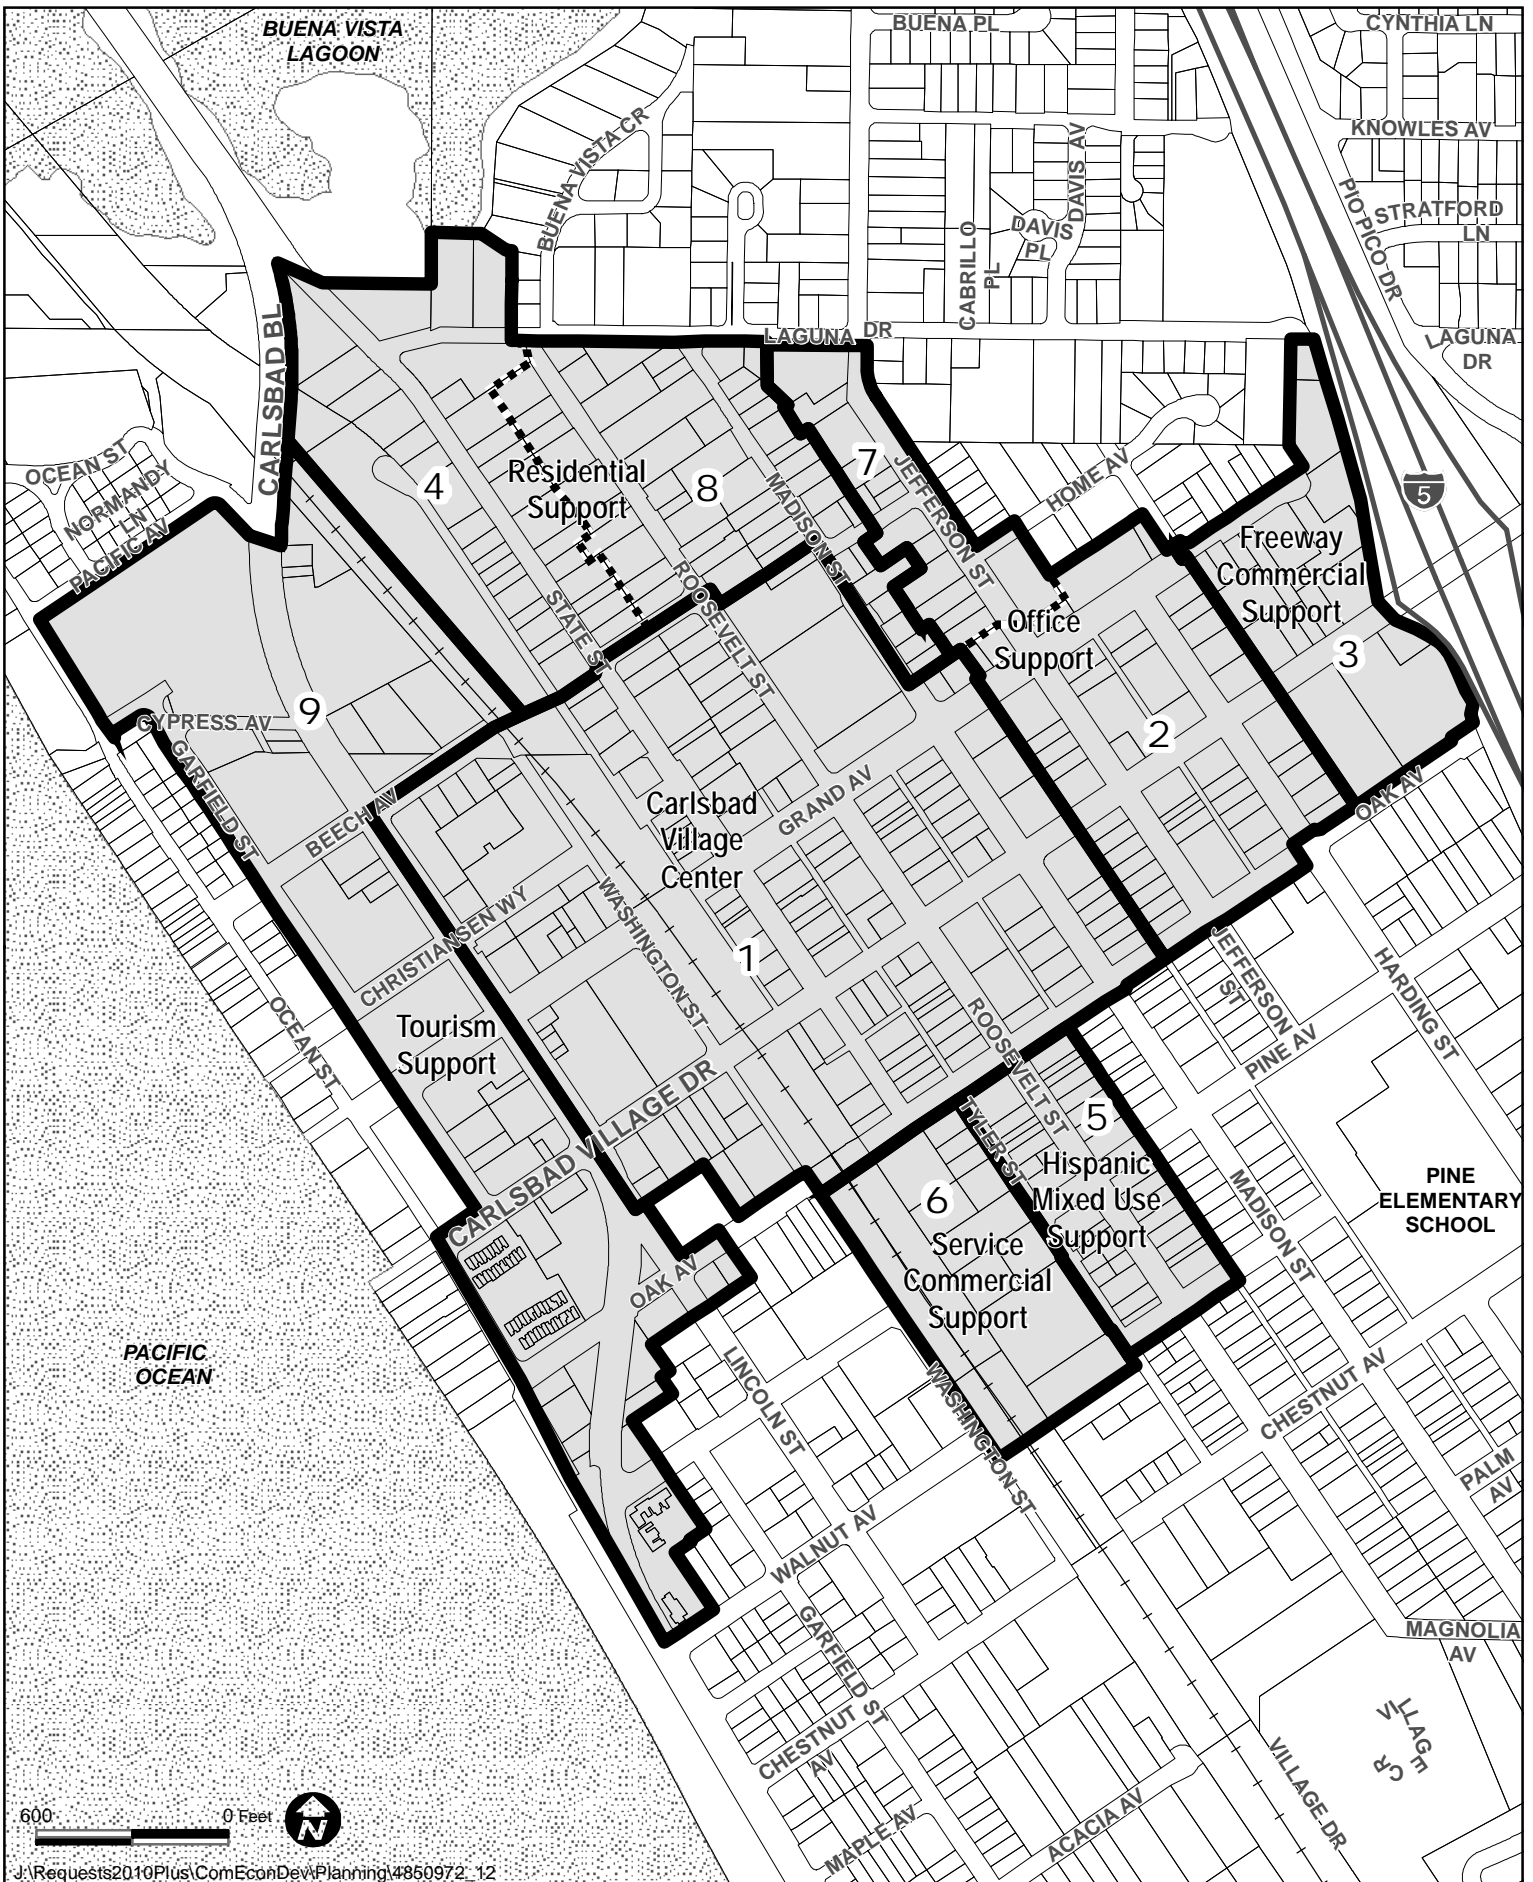 BUENA VISTA
LAGOON
BUENA PL
CYNTHIA LN
BUENA VISTA CR
DAVIS AV
KNOWLES AV
PIO PICO DR
STRATFORD
LN
DAVIS
PL
CABRILLO
PL
LAGUNA DR
LAGUNA
DR
CARLSBAD BL
OCEAN ST
NORMANDY
LN
PACIFIC AV
4
Residential
Support
8
7
MADISON ST
JEFFERSON ST
HOME AV
5
Freeway
Commercial
Support
3
ROOSEVELT ST
STATE ST
Office
Support
2
9
CYPRESS AV
GARFIELD ST
BEECH AV
Carlsbad
Village
Center
GRAND AV
OAK AV
CHRISTIANSEN WY
WASHINGTON ST
1
JEFFERSON
ST
HARDING ST
OCEAN ST
Tourism
Support
ROOSEVELT ST
PINE AV
CARLSBAD VILLAGE DR
TYLER ST
5
Hispanic
Mixed Use
Support
6
Service
Commercial
Support
MADISON ST
PINE
ELEMENTARY
SCHOOL
OAK AV
PACIFIC
OCEAN
LINCOLN ST
WASHINGTON ST
CHESTNUT AV
PALM
AV
WALNUT AV
GARFIELD ST
MAGNOLIA
AV
CHESTNUT
AV
VILLAGE
CR
VILLAGE DR
MAPLE AV
ACACIA AV
600 0 Feet
N
J:\Requests2010Plus\ComEconDev\Planning\4850972_12